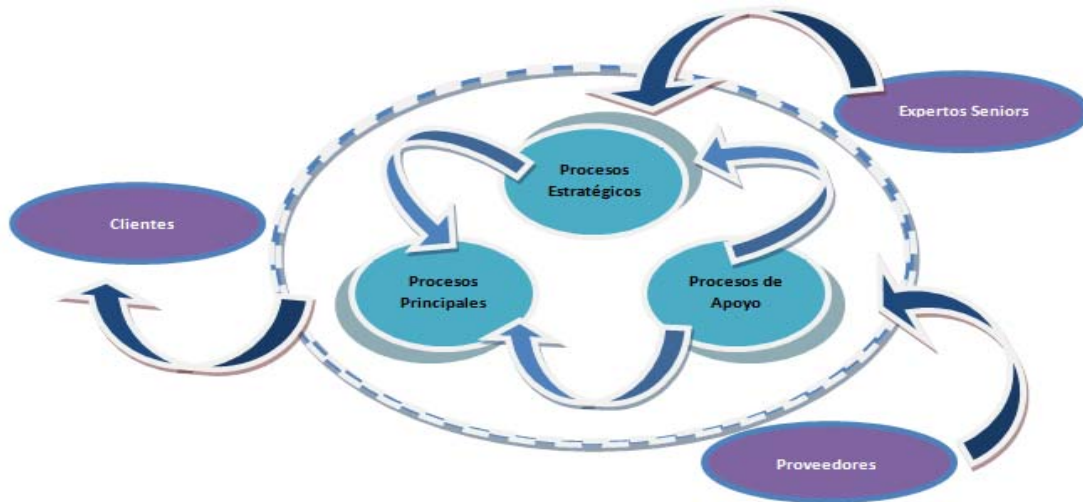 Expertos Seniors
Procesos
Estratégicos
Clientes
Procesos
Principales
Procesos de
Apoyo
Proveedores